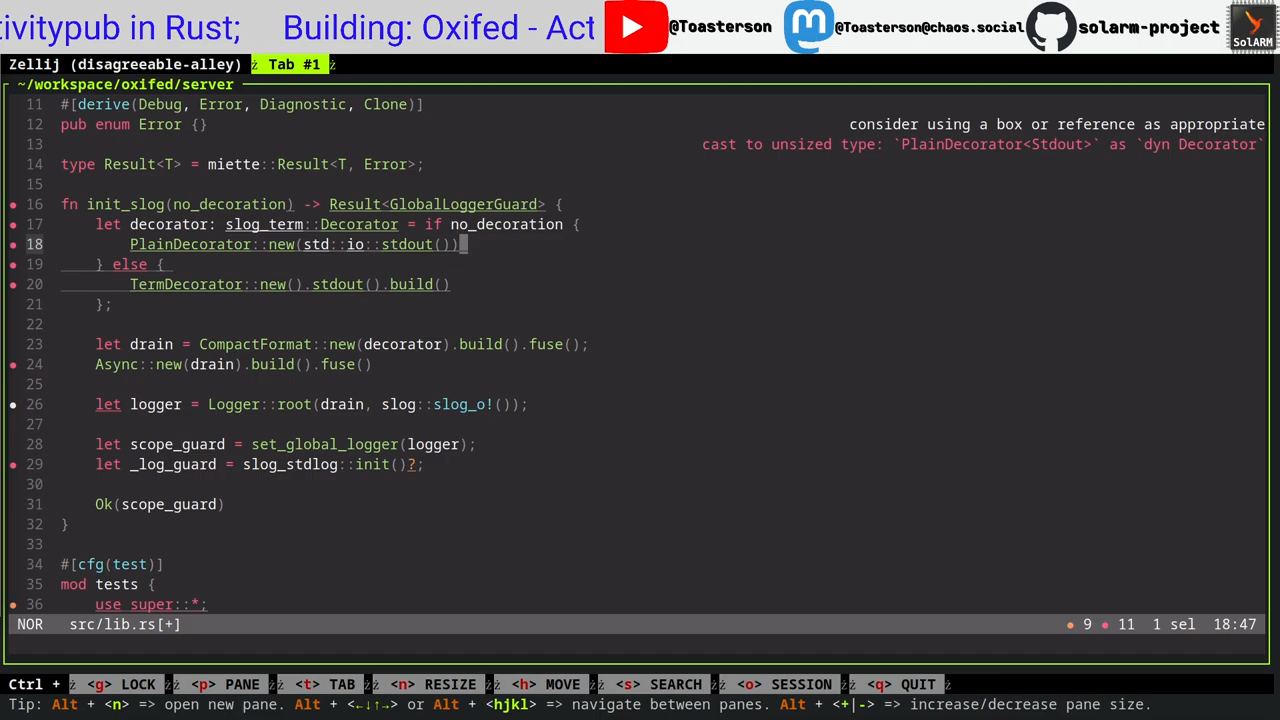 tivitypub in Rust;     Building: Oxifed - Act
@Toasterson
@Toasterson@chaos.social
solarm-project
SolARM
Zellij (disagreeable-alley)  Tab #1
~/workspace/oxifed/server
11 #[derive(Debug, Error, Diagnostic, Clone)]
12 pub enum Error {}
consider using a box or reference as appropriate
13
cast to unsized type: `PlainDecorator<Stdout>` as `dyn Decorator`
14 type Result<T> = miette::Result<T, Error>;
15
16 fn init_slog(no_decoration) -> Result<GlobalLoggerGuard> {
17     let decorator: slog_term::Decorator = if no_decoration {
18         PlainDecorator::new(std::io::stdout())
19     } else {
20         TermDecorator::new().stdout().build()
21     };
22
23     let drain = CompactFormat::new(decorator).build().fuse();
24     Async::new(drain).build().fuse()
25
26     let logger = Logger::root(drain, slog::slog_o!());
27
28     let scope_guard = set_global_logger(logger);
29     let _log_guard = slog_stdlog::init()?;
30
31     Ok(scope_guard)
32 }
33
34 #[cfg(test)]
35 mod tests {
36     use super::*;
NOR   src/lib.rs[+]   ● 9 ● 11  1 sel  18:47
Ctrl +  <g> LOCK  <p> PANE  <t> TAB  <n> RESIZE  <h> MOVE  <s> SEARCH  <o> SESSION  <q> QUIT
Tip: Alt + <n> => open new pane. Alt + <←↓↑→> or Alt + <hjkl> => navigate between panes. Alt + <+|-> => increase/decrease pane size.